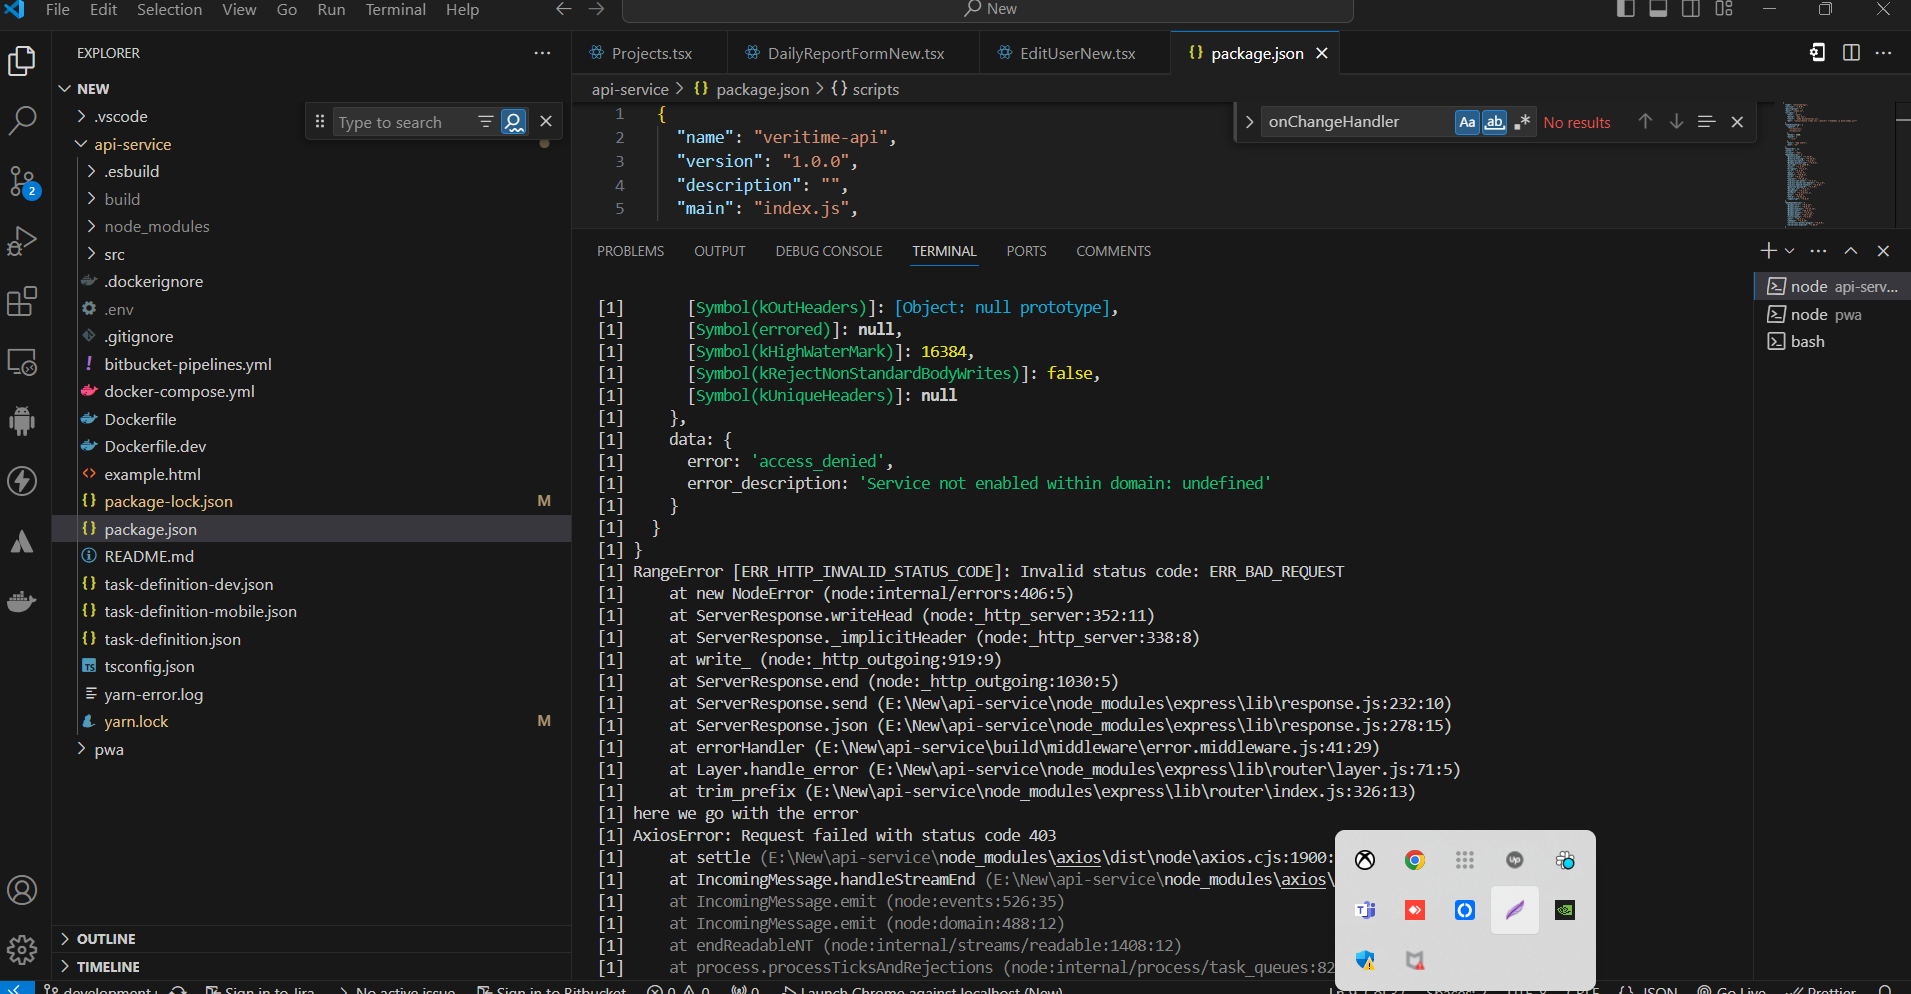 File Edit Selection View Go Run Terminal Help
New
EXPLORER
Projects.tsx
DailyReportFormNew.tsx
EditUserNew.tsx
package.json
api-service > package.json > {} scripts
NEW
.vscode
api-service
.esbuild
build
node_modules
src
.dockerignore
.env
.gitignore
bitbucket-pipelines.yml
docker-compose.yml
Dockerfile
Dockerfile.dev
example.html
package-lock.json M
package.json
README.md
task-definition-dev.json
task-definition-mobile.json
task-definition.json
tsconfig.json
yarn-error.log
yarn.lock M
pwa
OUTLINE
TIMELINE
2
Type to search
1 {
2 "name": "veritime-api",
3 "version": "1.0.0",
4 "description": "",
5 "main": "index.js",
onChangeHandler Aa ab .* No results
PROBLEMS OUTPUT DEBUG CONSOLE TERMINAL PORTS COMMENTS
node api-serv...
node pwa
bash
[1] [Symbol(kOutHeaders)]: [Object: null prototype],
[1] [Symbol(errored)]: null,
[1] [Symbol(kHighWaterMark)]: 16384,
[1] [Symbol(kRejectNonStandardBodyWrites)]: false,
[1] [Symbol(kUniqueHeaders)]: null
[1] },
[1] data: {
[1] error: 'access_denied',
[1] error_description: 'Service not enabled within domain: undefined'
[1] }
[1] }
[1] }
[1] RangeError [ERR_HTTP_INVALID_STATUS_CODE]: Invalid status code: ERR_BAD_REQUEST
[1] at new NodeError (node:internal/errors:406:5)
[1] at ServerResponse.writeHead (node:_http_server:352:11)
[1] at ServerResponse._implicitHeader (node:_http_server:338:8)
[1] at write_ (node:_http_outgoing:919:9)
[1] at ServerResponse.end (node:_http_outgoing:1030:5)
[1] at ServerResponse.send (E:\New\api-service\node_modules\express\lib\response.js:232:10)
[1] at ServerResponse.json (E:\New\api-service\node_modules\express\lib\response.js:278:15)
[1] at errorHandler (E:\New\api-service\build\middleware\error.middleware.js:41:29)
[1] at Layer.handle_error (E:\New\api-service\node_modules\express\lib\router\layer.js:71:5)
[1] at trim_prefix (E:\New\api-service\node_modules\express\lib\router\index.js:326:13)
[1] here we go with the error
[1] AxiosError: Request failed with status code 403
[1] at settle (E:\New\api-service\node_modules\axios\dist\node\axios.cjs:1900:
[1] at IncomingMessage.handleStreamEnd (E:\New\api-service\node_modules\axios\
[1] at IncomingMessage.emit (node:events:526:35)
[1] at IncomingMessage.emit (node:domain:488:12)
[1] at endReadableNT (node:internal/streams/readable:1408:12)
[1] at process.processTicksAndRejections (node:internal/process/task_queues:82
development Sign in to Jira No active issue Sign in to Bitbucket 0 0 0 Launch Chrome against localhost (New) {} JSON Go Live Prettier